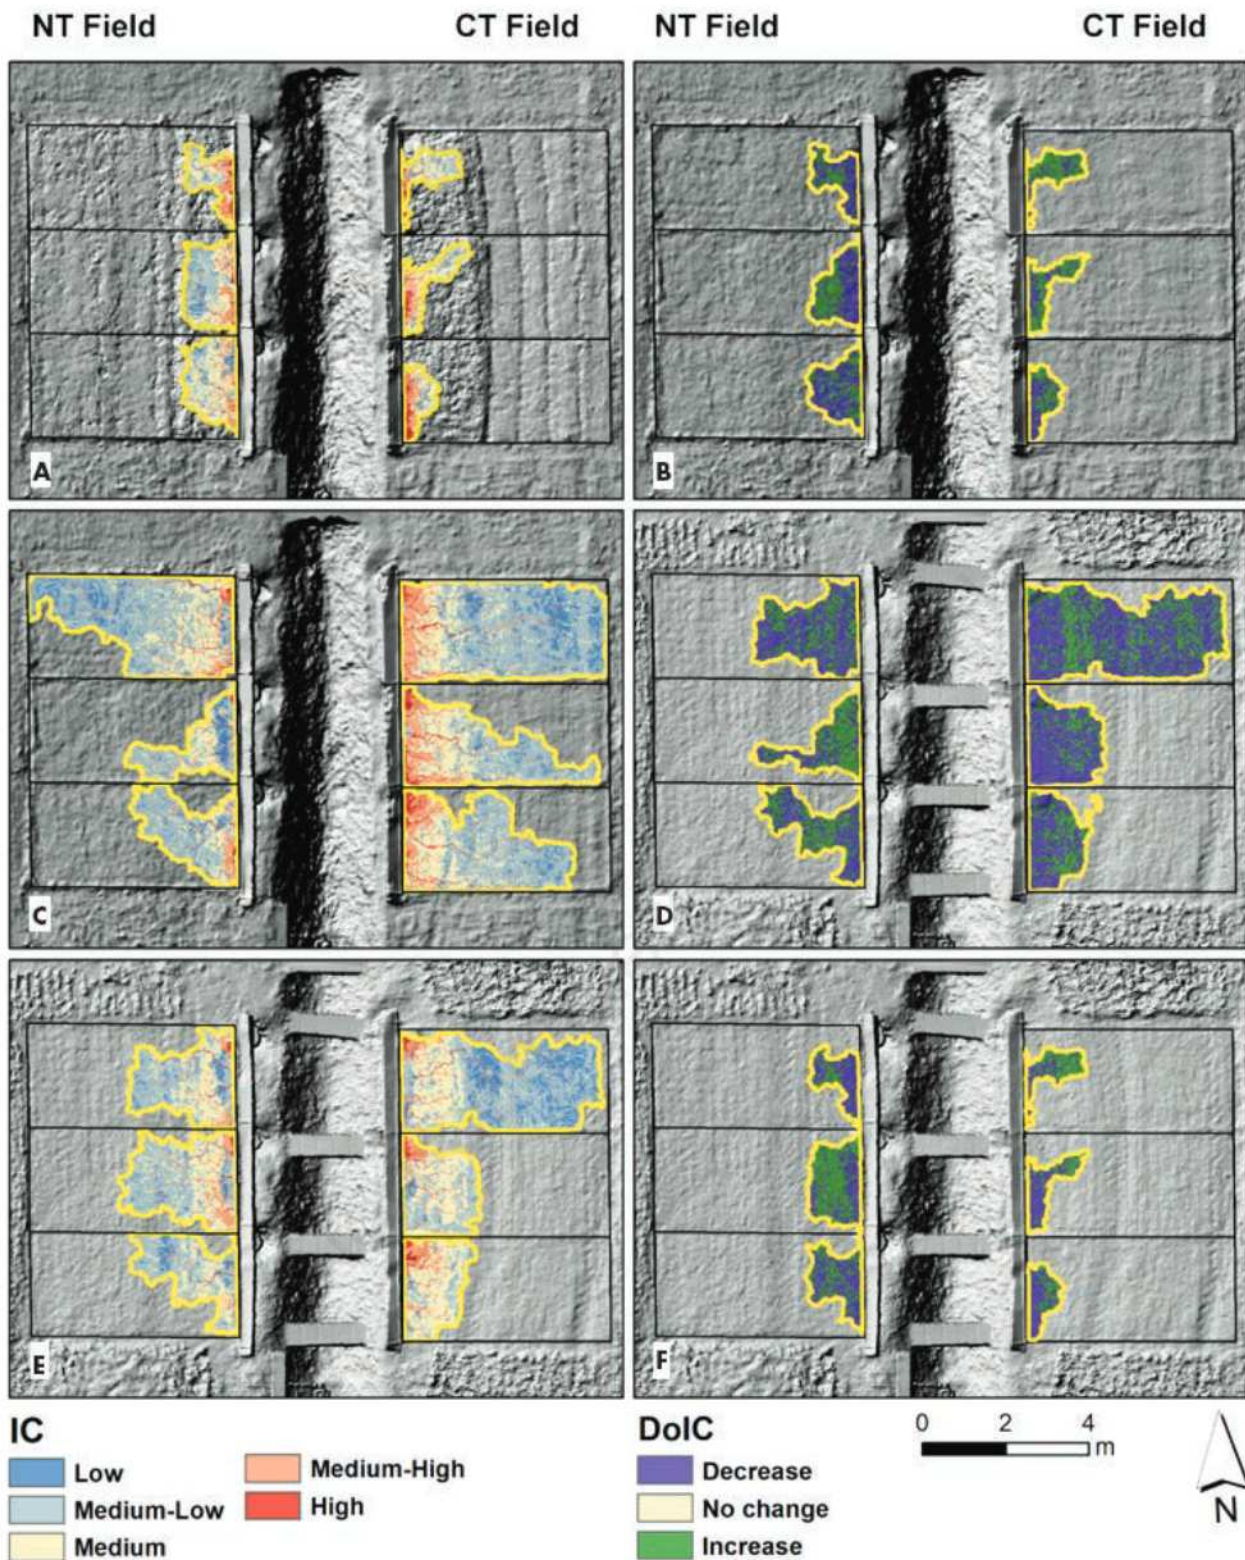 NT Field CT Field NT Field CT Field
A
B
C
D
E
F
IC
Low
Medium-Low
Medium
Medium-High
High
DoIC
Decrease
No change
Increase
0 2 4
m
N